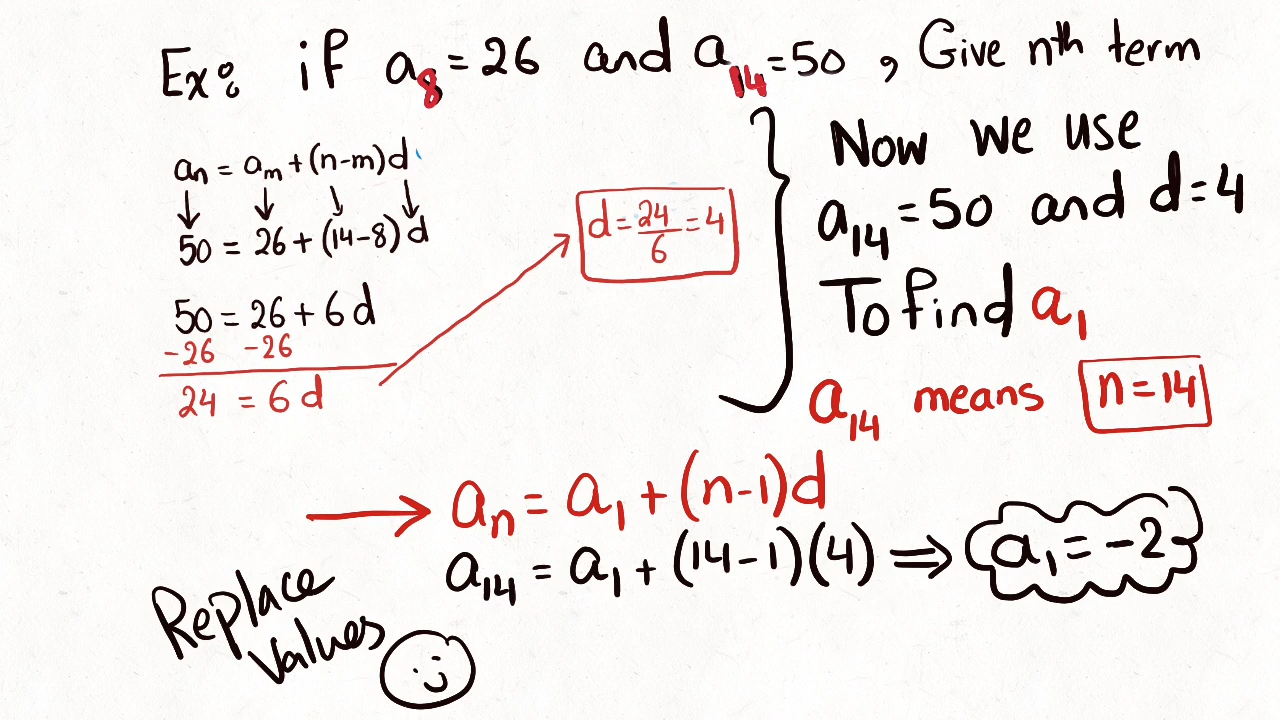 Ex: if a₈ = 26 and a₁₄ = 50 , Give nth term
aₙ = aₘ + (n-m)d
50 = 26 + (14-8)d
50 = 26 + 6d
-26 -26
24 = 6d
d = 24/6 = 4
Now we use
a₁₄ = 50 and d = 4
To find a₁
a₁₄ means n = 14
→ aₙ = a₁ + (n-1)d
a₁₄ = a₁ + (14-1)(4) ⇒ a₁ = -2
Replace
values